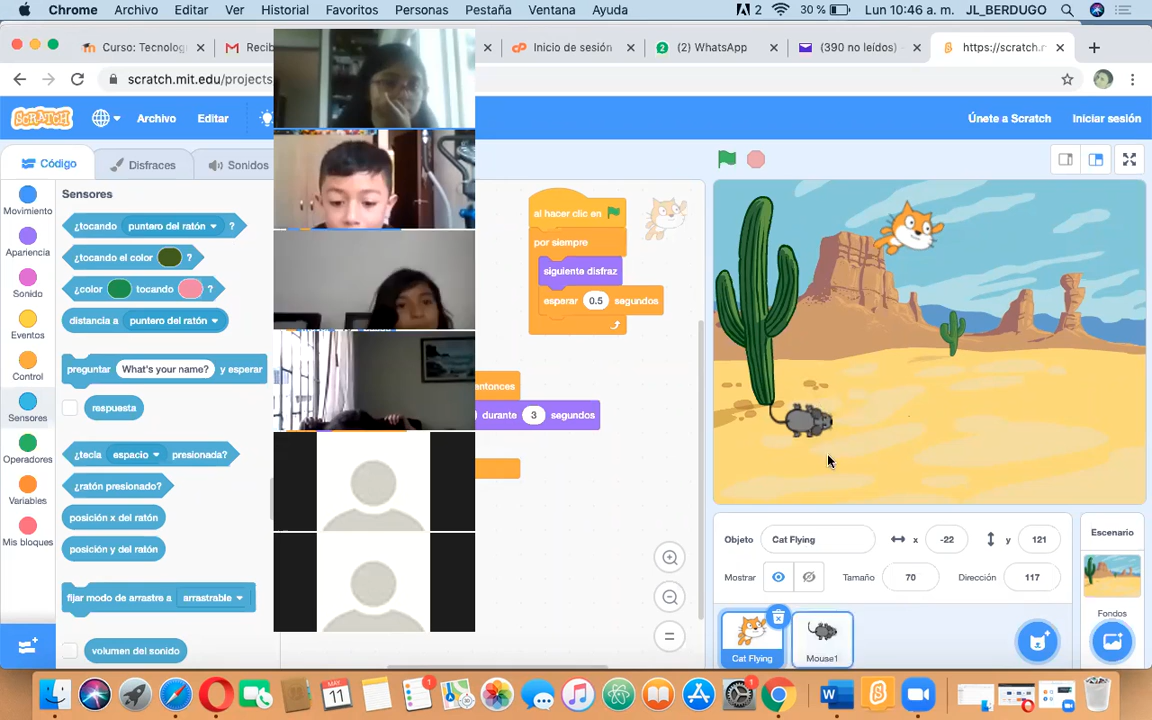 Chrome Archivo Editar Ver Historial Favoritos Personas Pestaña Ventana Ayuda 2 30 % Lun 10:46 a. m. JL_BERDUGO
Curso: Tecnolog Recib Inicio de sesión (2) WhatsApp (390 no leídos) https://scratch.m
scratch.mit.edu/projects
SCRATCH Archivo Editar Únete a Scratch Iniciar sesión
Código Disfraces Sonidos
Movimiento
Apariencia
Sonido
Eventos
Control
Sensores
Operadores
Variables
Mis bloques
Sensores
¿tocando puntero del ratón ?
¿tocando el color ?
¿color tocando ?
distancia a puntero del ratón
preguntar What's your name? y esperar
respuesta
¿tecla espacio presionada?
¿ratón presionado?
posición x del ratón
posición y del ratón
fijar modo de arrastre a arrastrable
volumen del sonido
al hacer clic en
por siempre
siguiente disfraz
esperar 0.5 segundos
entonces
durante 3 segundos
Objeto Cat Flying x -22 y 121
Mostrar Tamaño 70 Dirección 117
Cat Flying
Mouse1
Escenario
Fondos
MAY
11
1
1